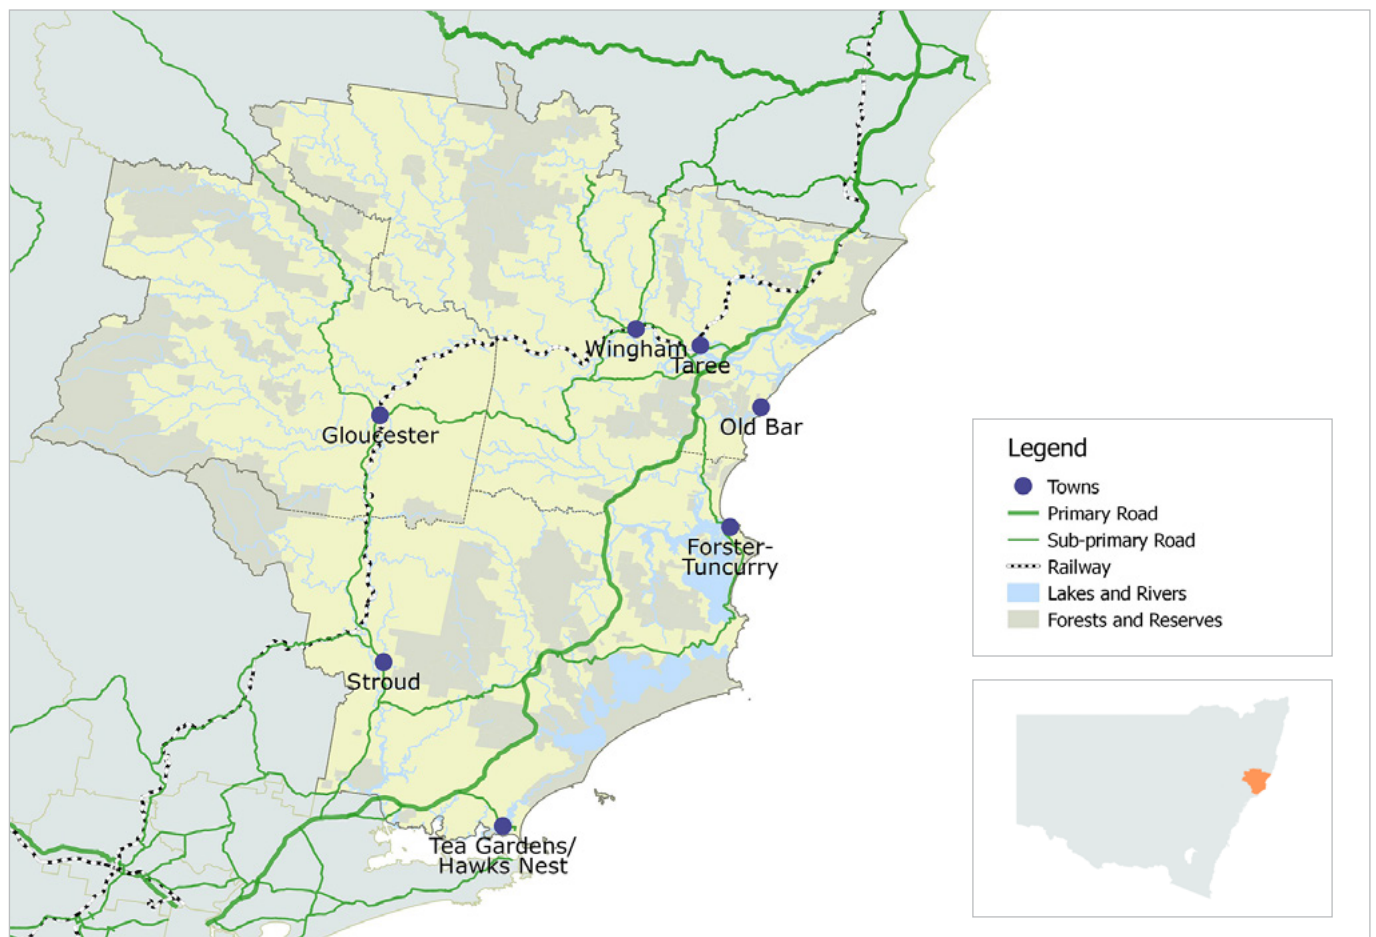 Wingham
Taree
Old Bar
Gloucester
Forster-
Tuncurry
Stroud
Tea Gardens/
Hawks Nest
Legend
Towns
Primary Road
Sub-primary Road
Railway
Lakes and Rivers
Forests and Reserves